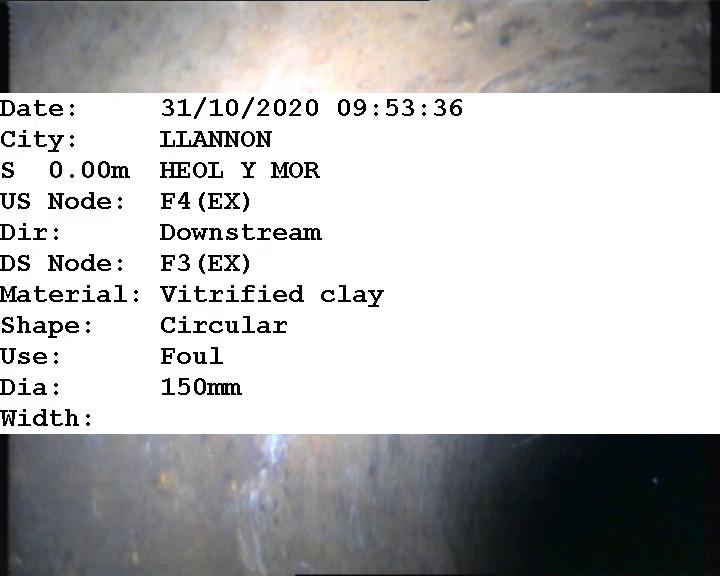 Date: 31/10/2020 09:53:36
City: LLANNON
S 0.00m HEOL Y MOR
US Node: F4(EX)
Dir: Downstream
DS Node: F3(EX)
Material: Vitrified clay
Shape: Circular
Use: Foul
Dia: 150mm
Width: